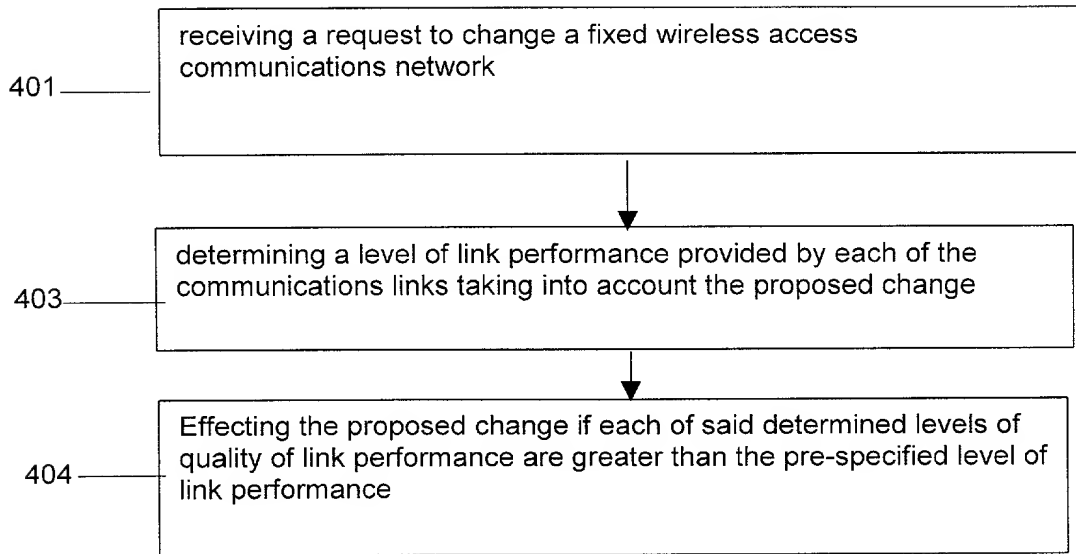 receiving a request to change a fixed wireless access
communications network
401
determining a level of link performance provided by each of the
communications links taking into account the proposed change
403
Effecting the proposed change if each of said determined levels of
quality of link performance are greater than the pre-specified level of
link performance
404